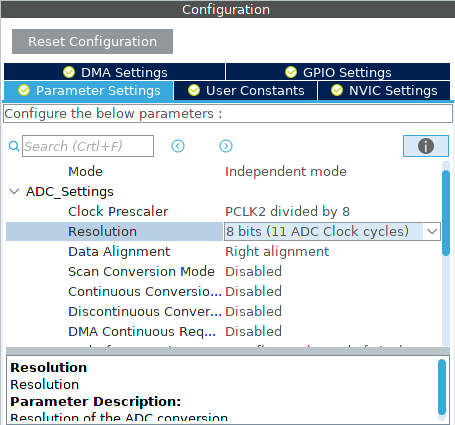 Configuration
Reset Configuration
DMA Settings GPIO Settings
Parameter Settings User Constants NVIC Settings
Configure the below parameters :
Search (Crtl+F)
Mode Independent mode
ADC_Settings
Clock Prescaler PCLK2 divided by 8
Resolution 8 bits (11 ADC Clock cycles)
Data Alignment Right alignment
Scan Conversion Mode Disabled
Continuous Conversio... Disabled
Discontinuous Conver... Disabled
DMA Continuous Req... Disabled
Resolution
Resolution
Parameter Description:
Resolution of the ADC conversion